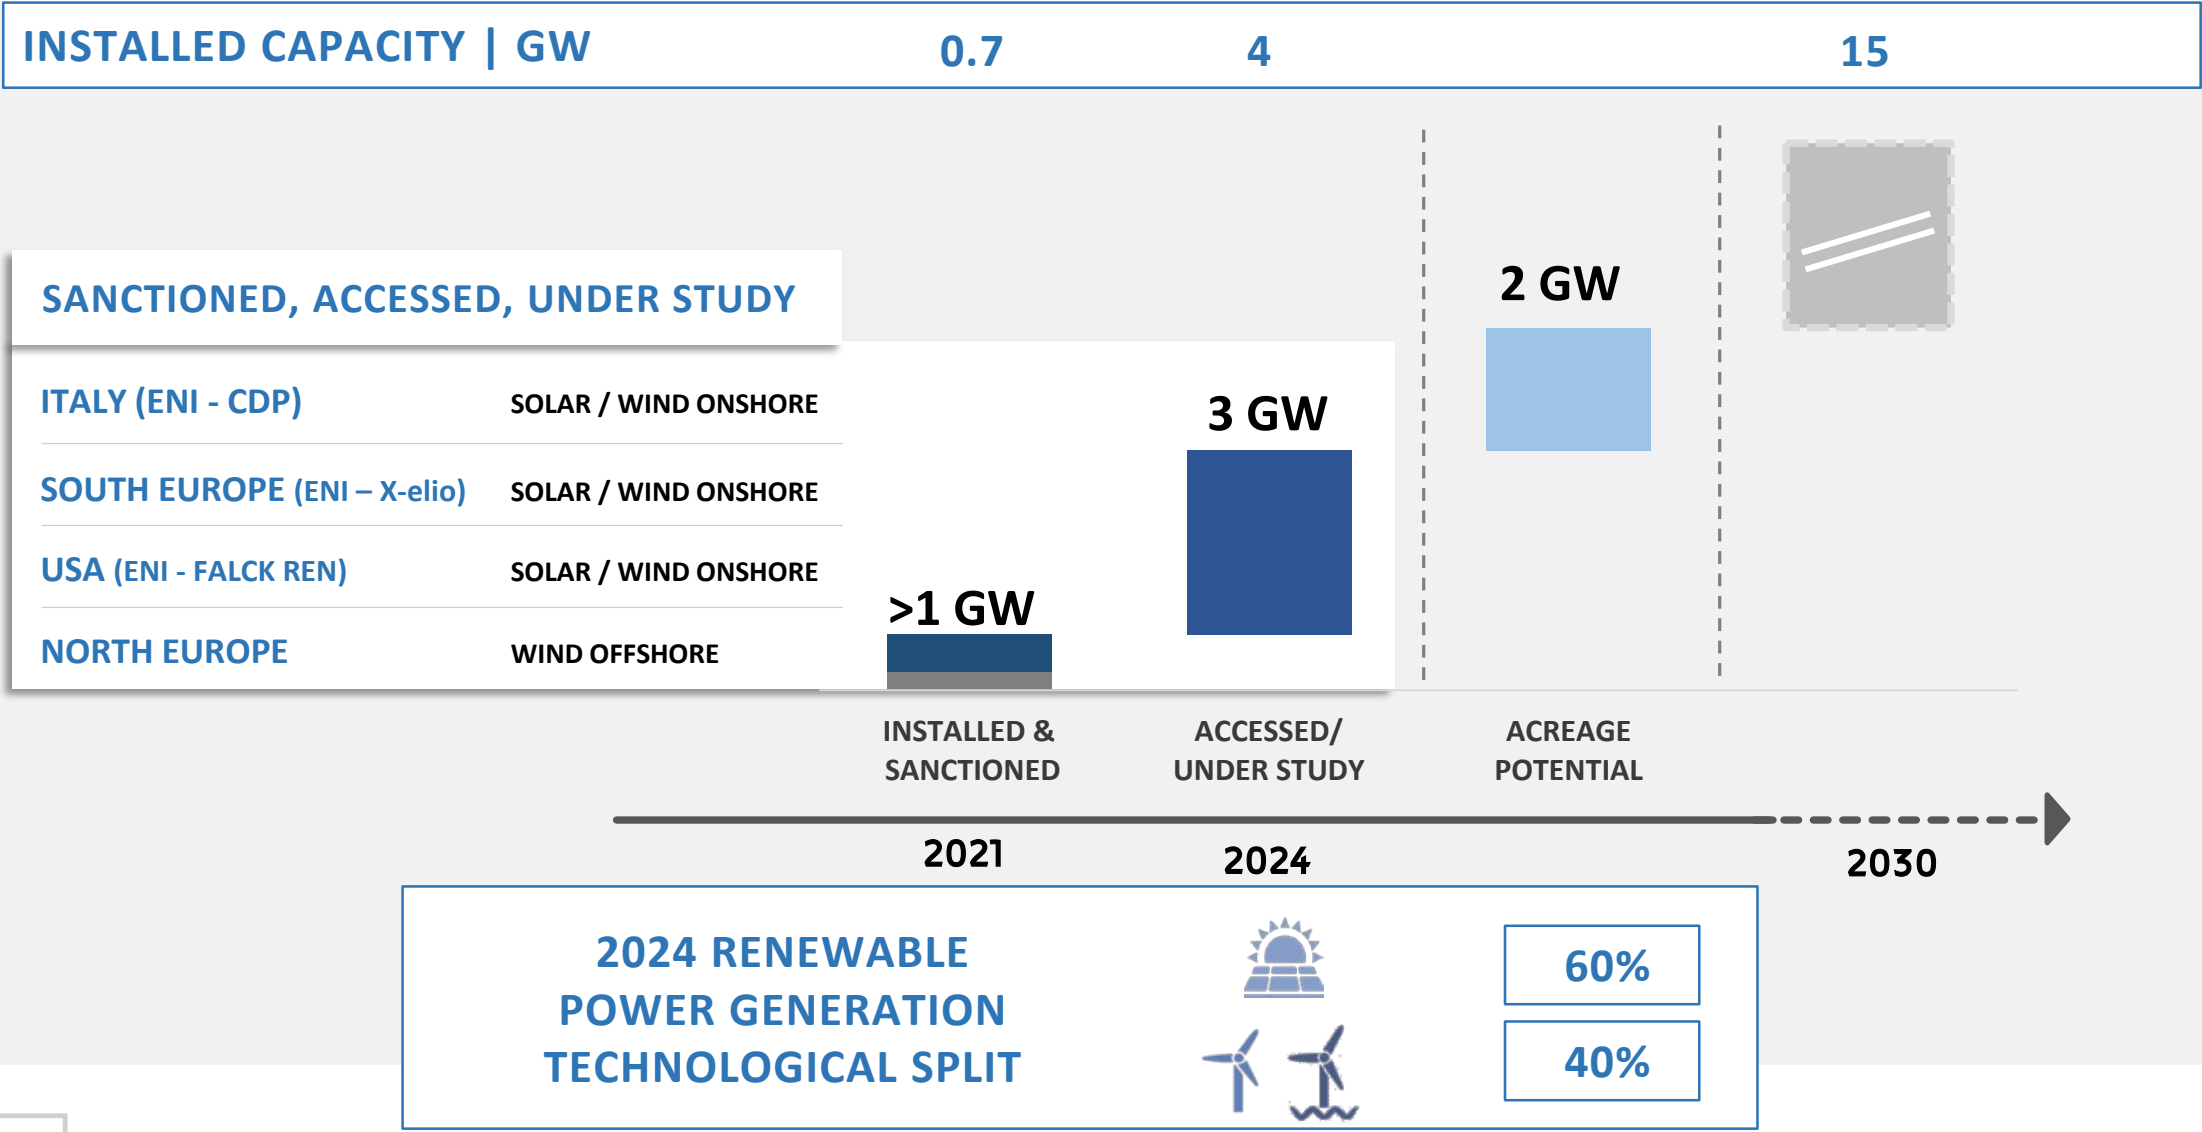 INSTALLED CAPACITY | GW 0.7 4 15
SANCTIONED, ACCESSED, UNDER STUDY
ITALY (ENI - CDP) SOLAR / WIND ONSHORE
SOUTH EUROPE (ENI – X-elio) SOLAR / WIND ONSHORE
USA (ENI - FALCK REN) SOLAR / WIND ONSHORE
NORTH EUROPE WIND OFFSHORE
>1 GW
3 GW
2 GW
INSTALLED &
SANCTIONED
ACCESSED/
UNDER STUDY
ACREAGE
POTENTIAL
2021 2024 2030
2024 RENEWABLE
POWER GENERATION
TECHNOLOGICAL SPLIT
60%
40%